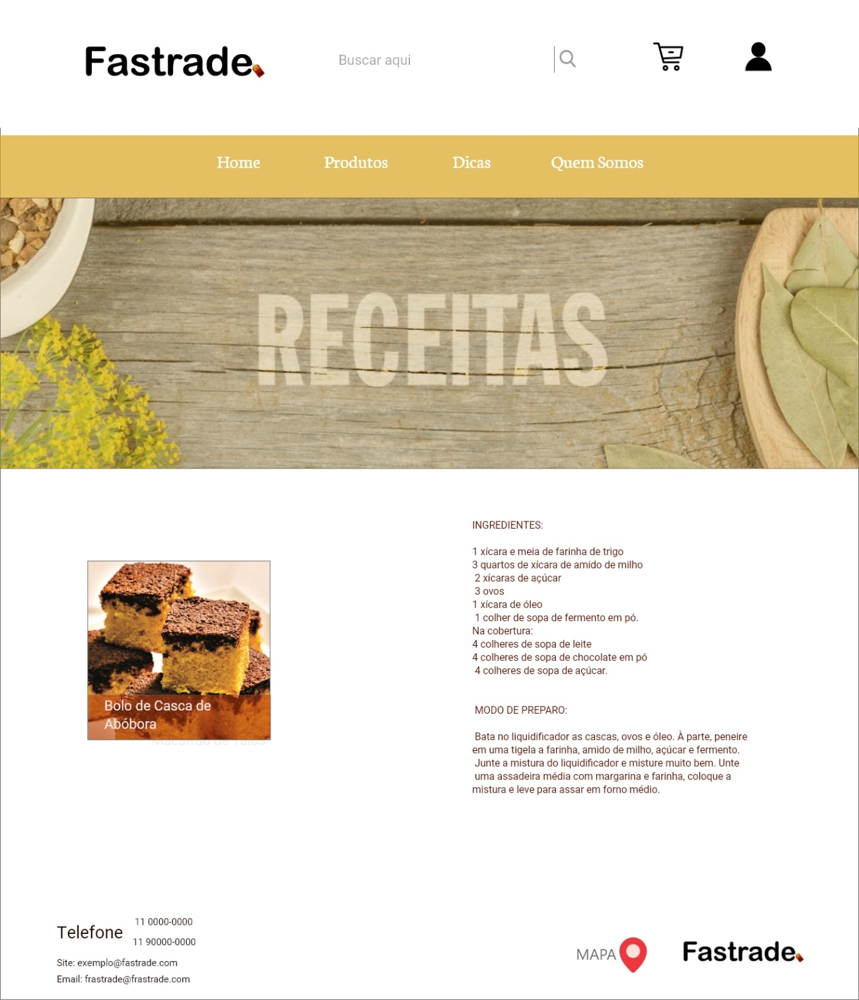 Fastrade
Buscar aqui
Home Produtos Dicas Quem Somos
RECEITAS
Bolo de Casca de
Abóbora
Macarrão de Talos
INGREDIENTES:
1 xícara e meia de farinha de trigo
3 quartos de xícara de amido de milho
2 xícaras de açúcar
3 ovos
1 xícara de óleo
1 colher de sopa de fermento em pó.
Na cobertura:
4 colheres de sopa de leite
4 colheres de sopa de chocolate em pó
4 colheres de sopa de açúcar.
MODO DE PREPARO:
Bata no liquidificador as cascas, ovos e óleo. À parte, peneire
em uma tigela a farinha, amido de milho, açúcar e fermento.
Junte a mistura do liquidificador e misture muito bem. Unte
uma assadeira média com margarina e farinha, coloque a
mistura e leve para assar em forno médio.
Telefone
11 0000-0000
11 90000-0000
Site: exemplo@fastrade.com
Email: frastrade@frastrade.com
MAPA
Fastrade